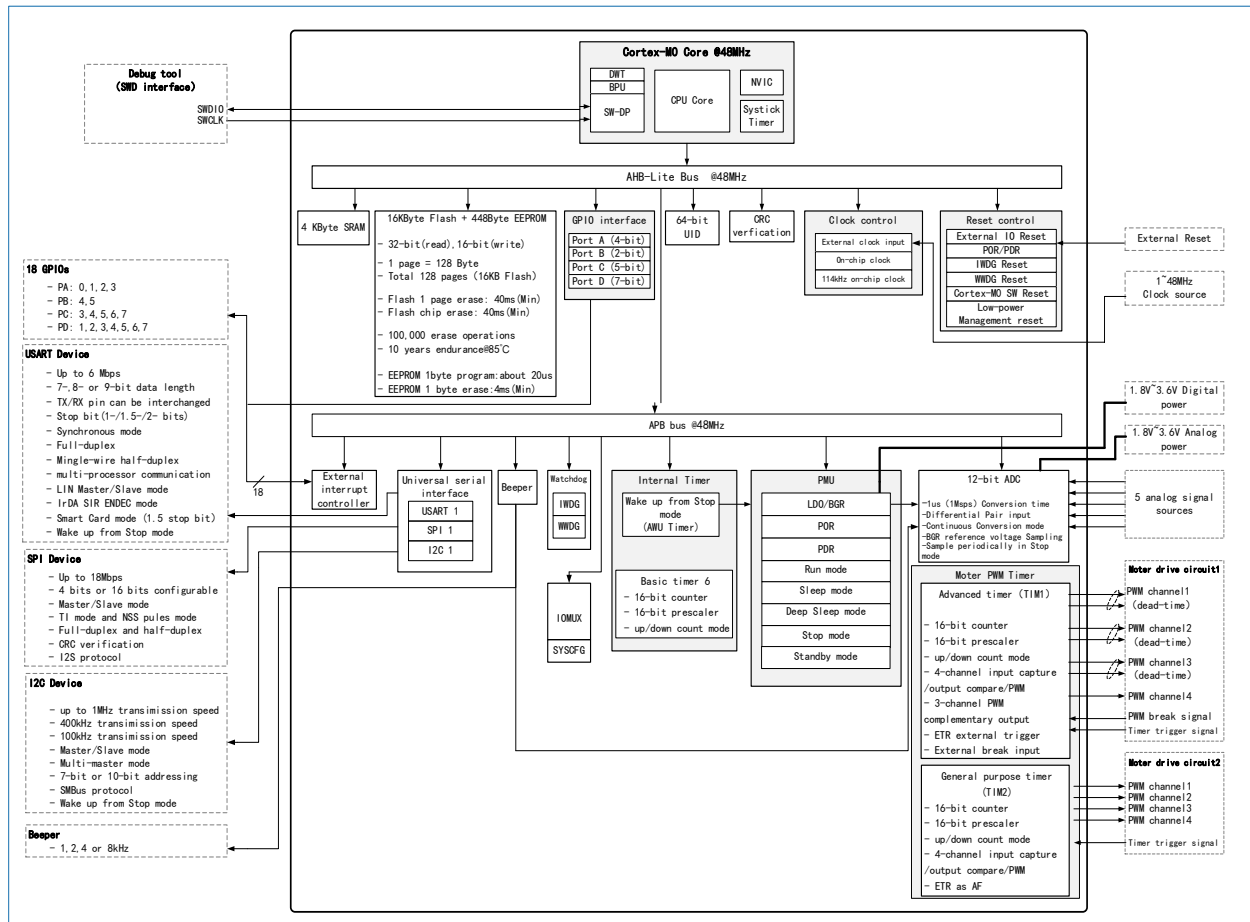 Cortex-M0 Core @48MHz
DWT
BPU
SW-DP
CPU Core
NVIC
Systick
Timer
Debug tool
(SWD interface)
SWDIO
SWCLK
AHB-Lite Bus @48MHz
4 KByte SRAM
16KByte Flash + 448Byte EEPROM
- 32-bit(read),16-bit(write)
- 1 page = 128 Byte
- Total 128 pages (16KB Flash)
- Flash 1 page erase: 40ms(Min)
- Flash chip erase: 40ms(Min)
- 100,000 erase operations
- 10 years endurance@85℃
- EEPROM 1byte program:about 20us
- EEPROM 1 byte erase:4ms(Min)
GPIO interface
Port A (4-bit)
Port B (2-bit)
Port C (5-bit)
Port D (7-bit)
64-bit
UID
CRC
verfication
Clock control
External clock input
On-chip clock
114kHz on-chip clock
Reset control
External IO Reset
POR/PDR
IWDG Reset
WWDG Reset
Cortex-M0 SW Reset
Low-power
Management reset
External Reset
1~48MHz
Clock source
18 GPIOs
- PA: 0,1,2,3
- PB: 4,5
- PC: 3,4,5,6,7
- PD: 1,2,3,4,5,6,7
USART Device
- Up to 6 Mbps
- 7-,8- or 9-bit data length
- TX/RX pin can be interchanged
- Stop bit(1-/1.5-/2- bits)
- Synchronous mode
- Full-duplex
- Mingle-wire half-duplex
- multi-processor communication
- LIN Master/Slave mode
- IrDA SIR ENDEC mode
- Smart Card mode (1.5 stop bit)
- Wake up from Stop mode
SPI Device
- Up to 18Mbps
- 4 bits or 16 bits configurable
- Master/Slave mode
- TI mode and NSS pules mode
- Full-duplex and half-duplex
- CRC verification
- I2S protocol
I2C Device
- up to 1MHz transimission speed
- 400kHz transimission speed
- 100kHz transimission speed
- Master/Slave mode
- Multi-master mode
- 7-bit or 10-bit addressing
- SMBus protocol
- Wake up from Stop mode
Beeper
- 1,2,4 or 8kHz
APB bus @48MHz
18
External
interrupt
controller
Universal serial
interface
USART 1
SPI 1
I2C 1
Beeper
Watchdog
IWDG
WWDG
IOMUX
SYSCFG
Internal Timer
Wake up from Stop
mode
(AWU Timer)
Basic timer 6
- 16-bit counter
- 16-bit prescaler
- up/down count mode
PMU
LDO/BGR
POR
PDR
Run mode
Sleep mode
Deep Sleep mode
Stop mode
Standby mode
12-bit ADC
-1us (1Msps) Conversion time
-Differential Pair input
-Continuous Conversion mode
-BGR reference voltage Sampling
-Sample periodically in Stop
mode
1.8V~3.6V Digital
power
1.8V~3.6V Analog
power
5 analog signal
sources
Moter PWM Timer
Advanced timer (TIM1)
- 16-bit counter
- 16-bit prescaler
- up/down count mode
- 4-channel input capture
/output compare/PWM
- 3-channel PWM
complementary output
- ETR external trigger
- External break input
General purpose timer
(TIM2)
- 16-bit counter
- 16-bit prescaler
- up/down count mode
- 4-channel input capture
/output compare/PWM
- ETR as AF
Moter drive circuit1
PWM channel1
(dead-time)
PWM channel2
(dead-time)
PWM channel3
(dead-time)
PWM channel4
PWM break signal
Timer trigger signal
Moter drive circuit2
PWM channel1
PWM channel2
PWM channel3
PWM channel4
Timer trigger signal